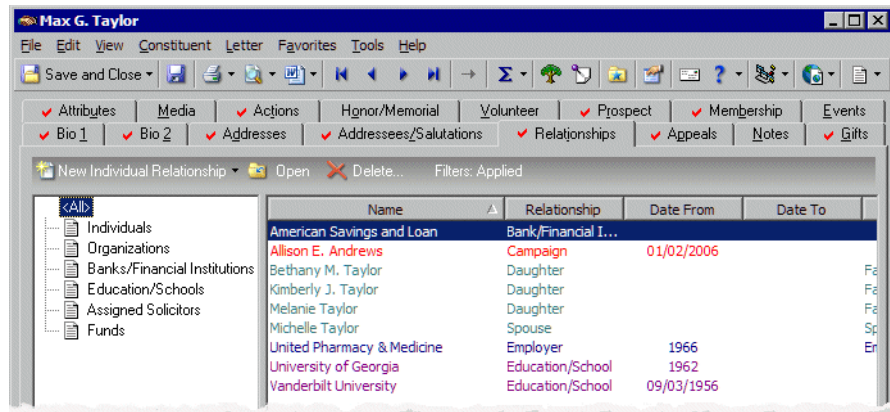 Max G. Taylor
File Edit View Constituent Letter Favorites Tools Help
Save and Close
Attributes Media Actions Honor/Memorial Volunteer Prospect Membership Events
Bio 1 Bio 2 Addresses Addressees/Salutations Relationships Appeals Notes Gifts
New Individual Relationship Open Delete... Filters: Applied
<All>
Individuals
Organizations
Banks/Financial Institutions
Education/Schools
Assigned Solicitors
Funds
Name Relationship Date From Date To
American Savings and Loan Bank/Financial I...
Allison E. Andrews Campaign 01/02/2006
Bethany M. Taylor Daughter Fa
Kimberly J. Taylor Daughter Fa
Melanie Taylor Daughter Fa
Michelle Taylor Spouse Sp
United Pharmacy & Medicine Employer 1966 Em
University of Georgia Education/School 1962
Vanderbilt University Education/School 09/03/1956